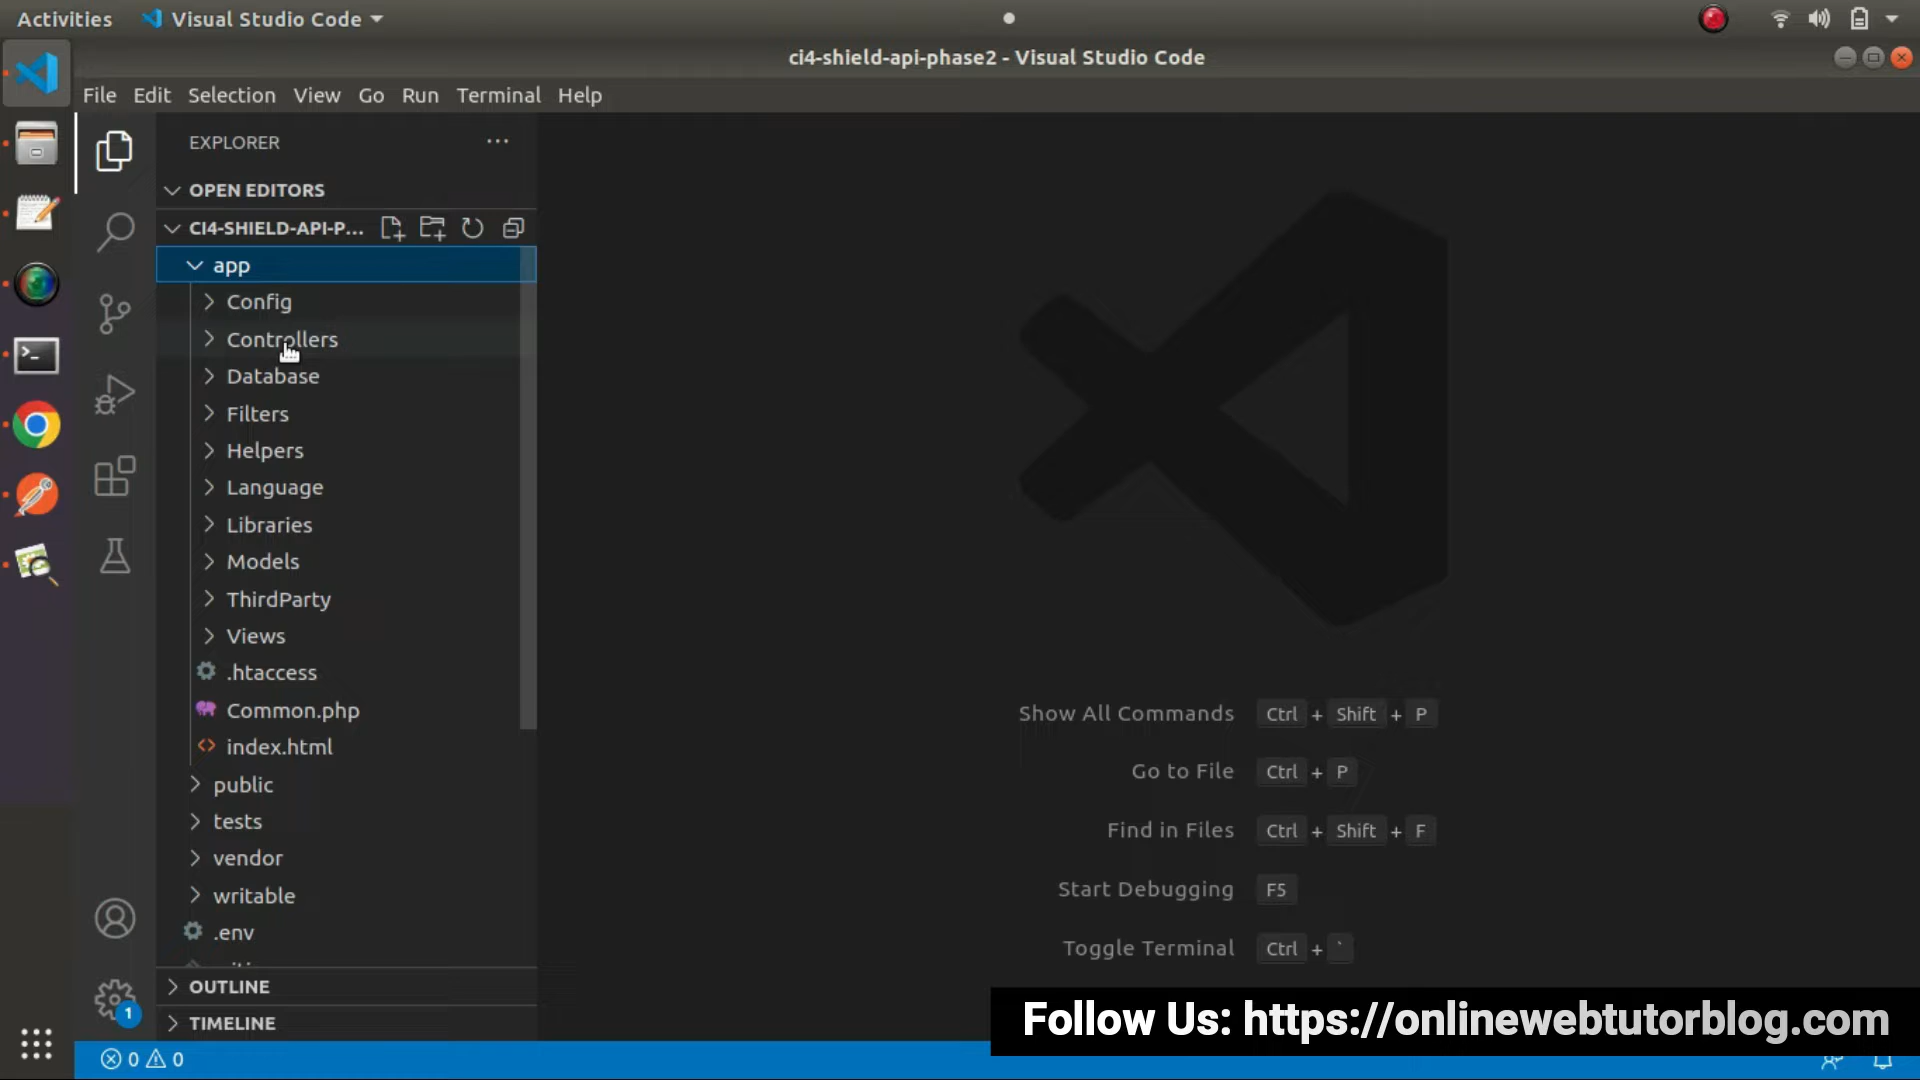 Activities Visual Studio Code
ci4-shield-api-phase2 - Visual Studio Code
File Edit Selection View Go Run Terminal Help
EXPLORER
OPEN EDITORS
CI4-SHIELD-API-P...
app
Config
Controllers
Database
Filters
Helpers
Language
Libraries
Models
ThirdParty
Views
.htaccess
Common.php
index.html
public
tests
vendor
writable
.env
OUTLINE
TIMELINE
Show All Commands Ctrl + Shift + P
Go to File Ctrl + P
Find in Files Ctrl + Shift + F
Start Debugging F5
Toggle Terminal Ctrl + `
1
Follow Us: https://onlinewebtutorblog.com
0 0